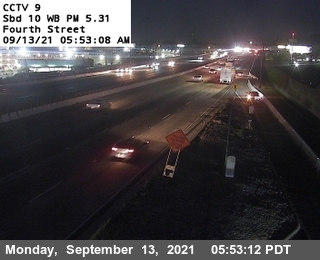 CCTV 9
Sbd 10 WB PM 5.31
Fourth Street
09/13/21 05:53:08 AM
Monday, September 13, 2021 05:53:12 PDT